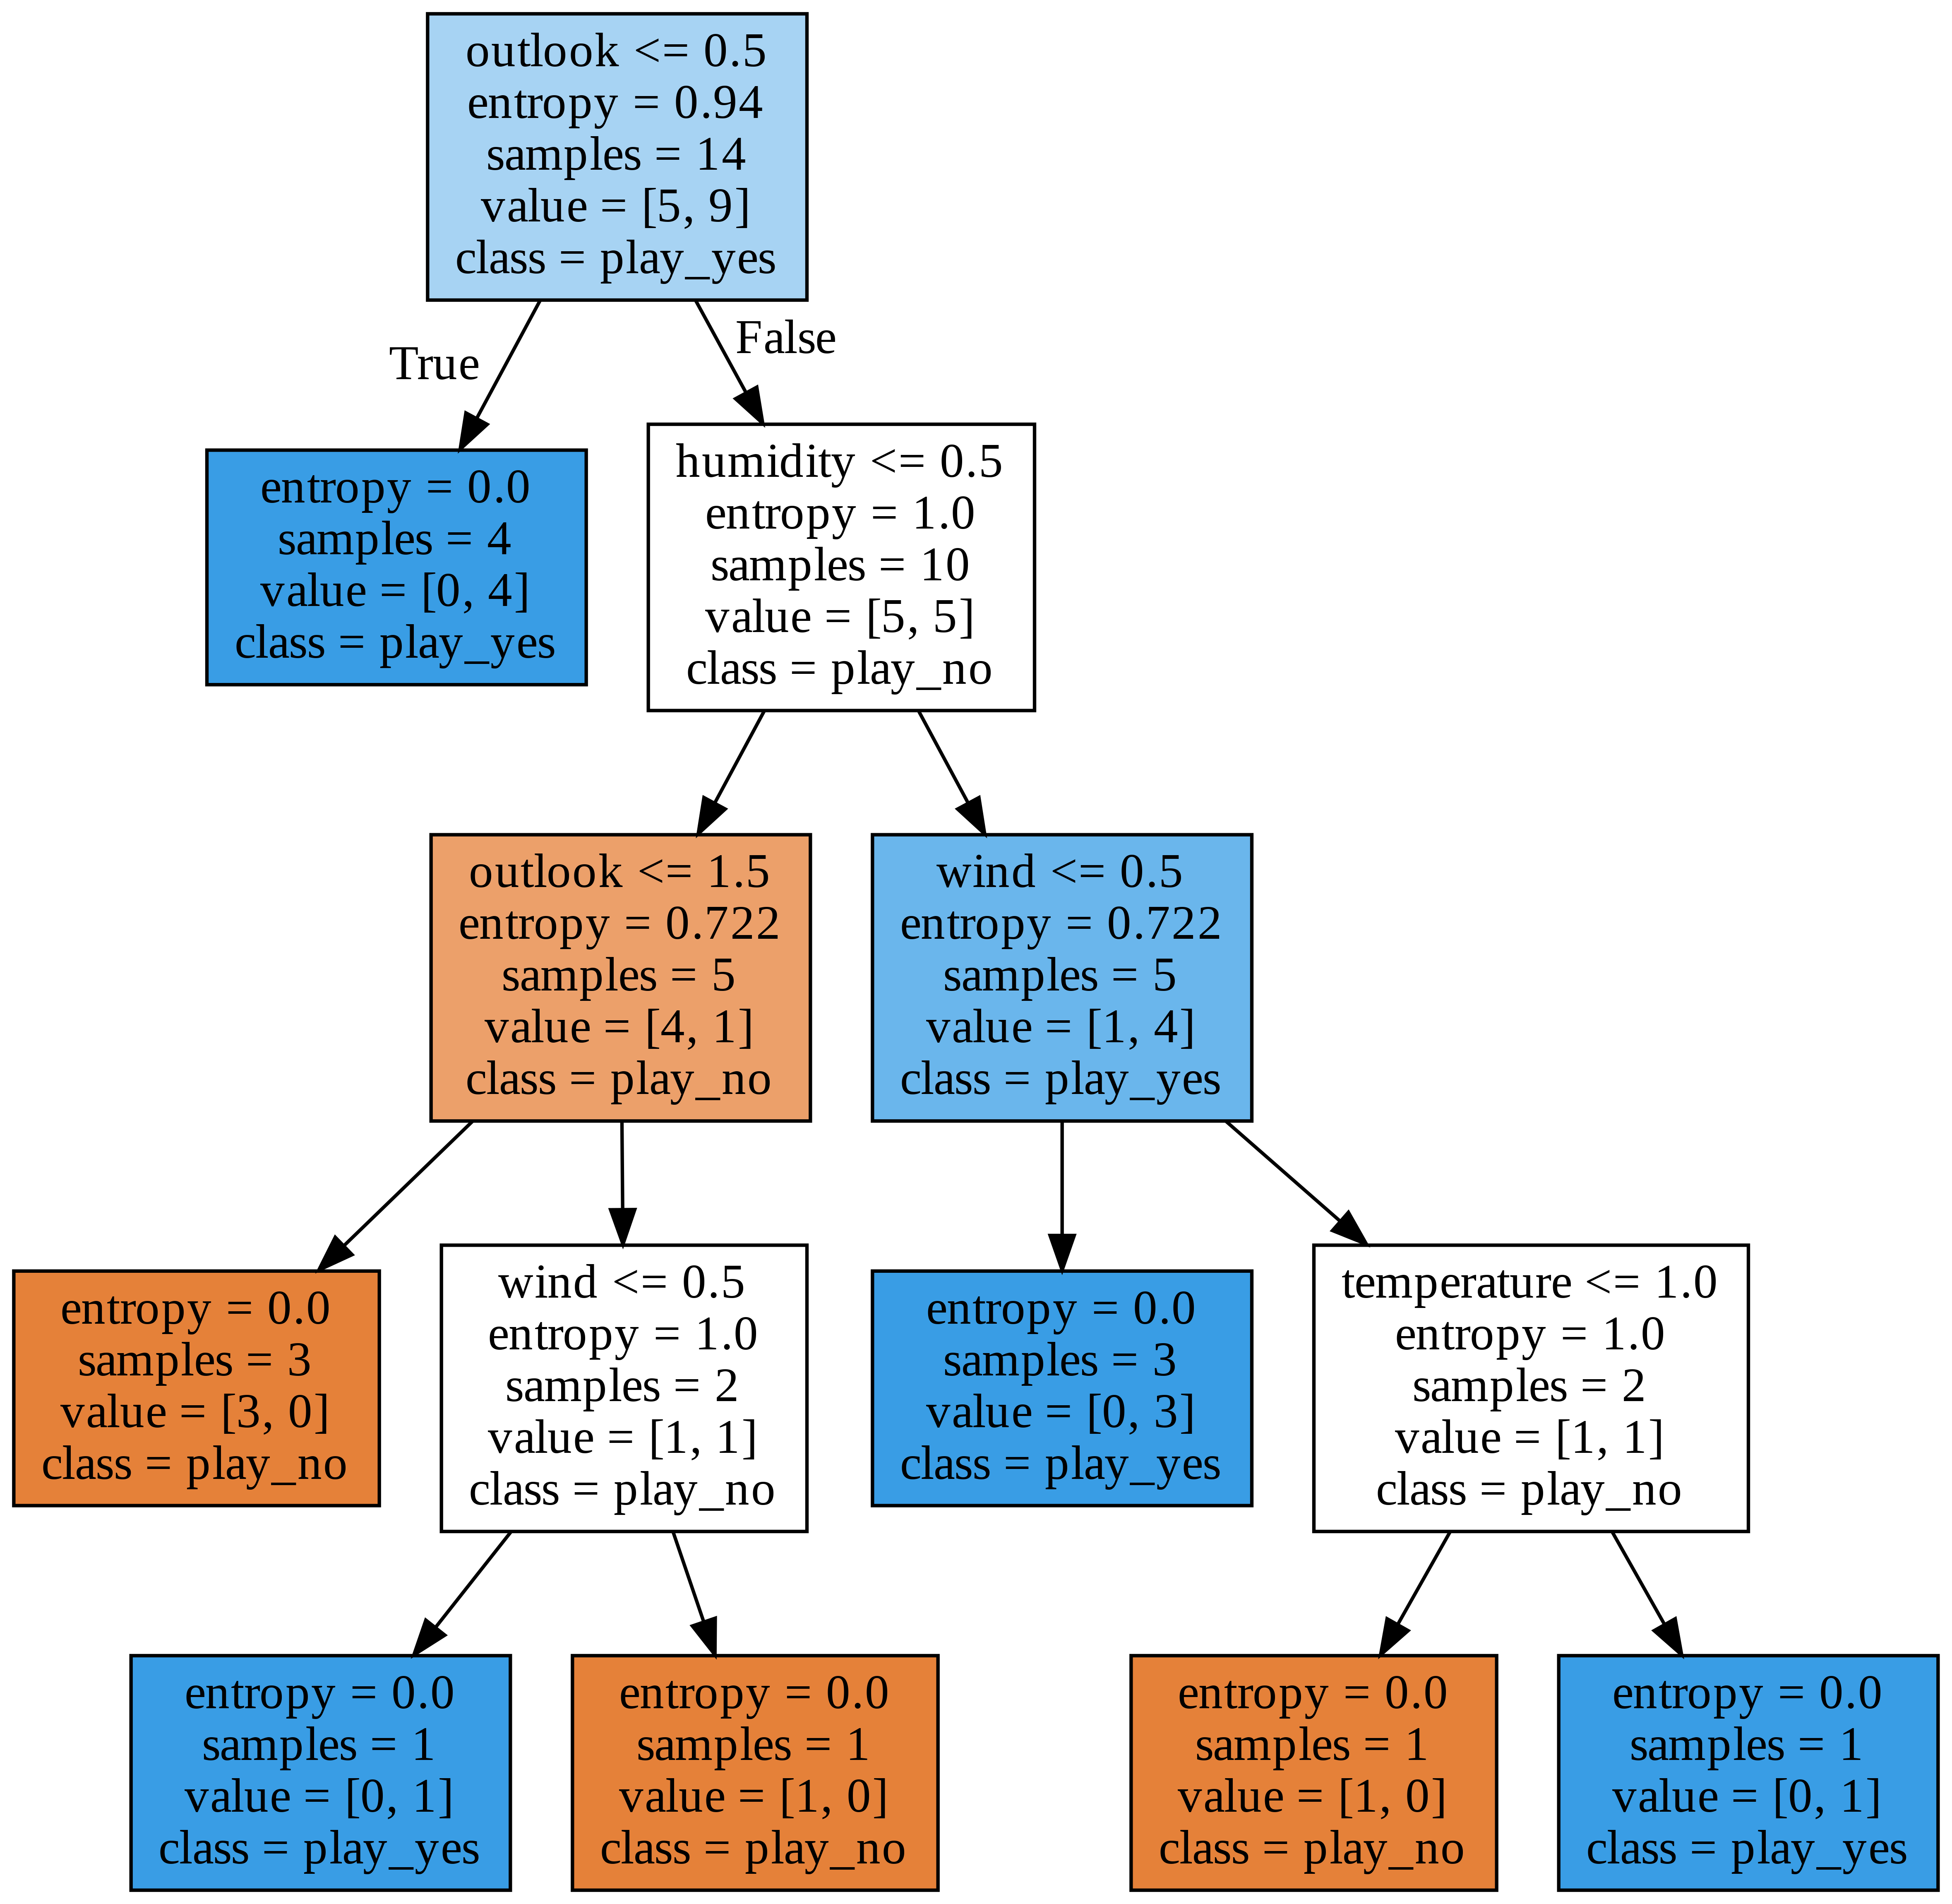 outlook <= 0.5
entropy = 0.94
samples = 14
value = [5, 9]
class = play_yes
True
False
entropy = 0.0
samples = 4
value = [0, 4]
class = play_yes
humidity <= 0.5
entropy = 1.0
samples = 10
value = [5, 5]
class = play_no
outlook <= 1.5
entropy = 0.722
samples = 5
value = [4, 1]
class = play_no
wind <= 0.5
entropy = 0.722
samples = 5
value = [1, 4]
class = play_yes
entropy = 0.0
samples = 3
value = [3, 0]
class = play_no
wind <= 0.5
entropy = 1.0
samples = 2
value = [1, 1]
class = play_no
entropy = 0.0
samples = 3
value = [0, 3]
class = play_yes
temperature <= 1.0
entropy = 1.0
samples = 2
value = [1, 1]
class = play_no
entropy = 0.0
samples = 1
value = [0, 1]
class = play_yes
entropy = 0.0
samples = 1
value = [1, 0]
class = play_no
entropy = 0.0
samples = 1
value = [1, 0]
class = play_no
entropy = 0.0
samples = 1
value = [0, 1]
class = play_yes